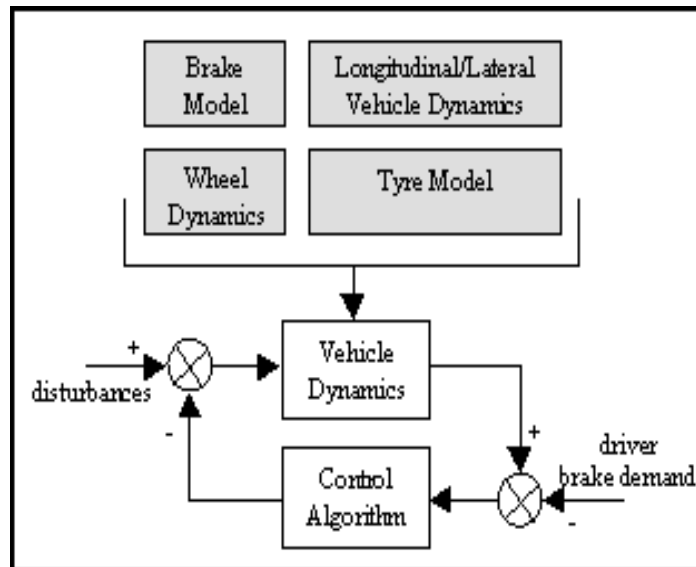 Brake
Model
Longitudinal/Lateral
Vehicle Dynamics
Wheel
Dynamics
Tyre Model
+
disturbances
-
Vehicle
Dynamics
+
driver
brake demand
-
Control
Algorithm